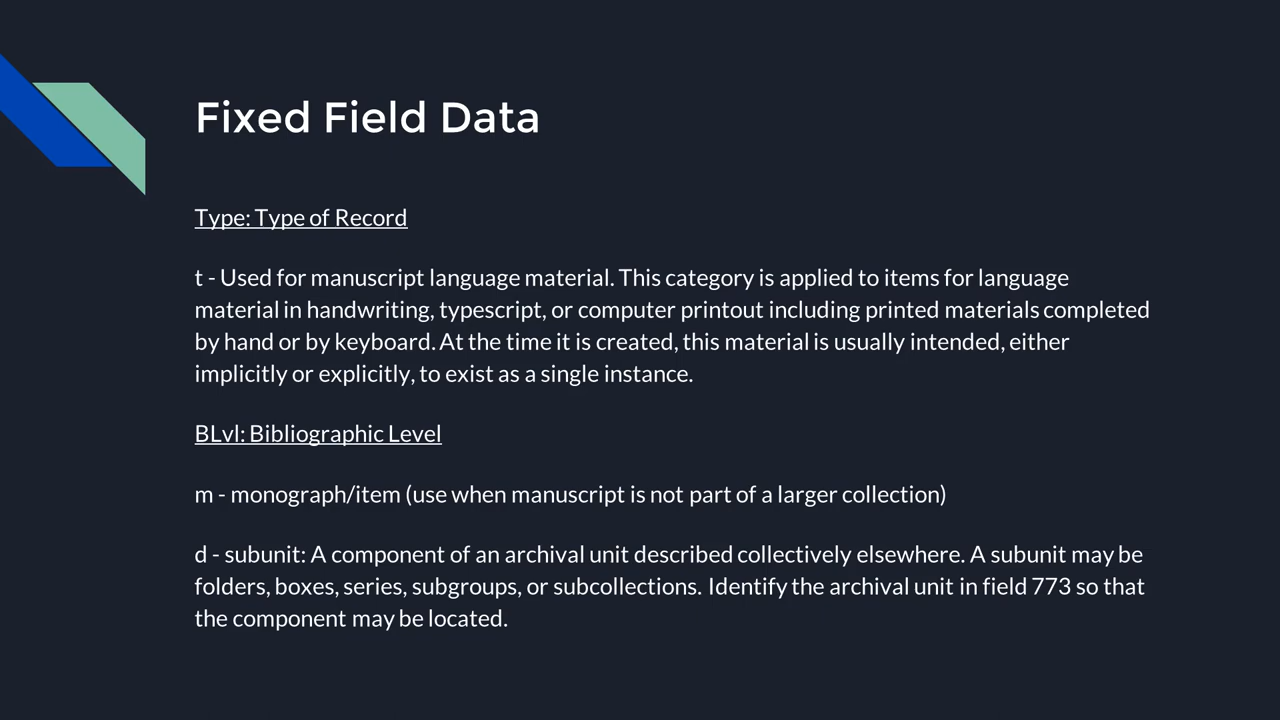 Fixed Field Data
Type: Type of Record
t - Used for manuscript language material. This category is applied to items for language
material in handwriting, typescript, or computer printout including printed materials completed
by hand or by keyboard. At the time it is created, this material is usually intended, either
implicitly or explicitly, to exist as a single instance.
BLvl: Bibliographic Level
m - monograph/item (use when manuscript is not part of a larger collection)
d - subunit: A component of an archival unit described collectively elsewhere. A subunit may be
folders, boxes, series, subgroups, or subcollections. Identify the archival unit in field 773 so that
the component may be located.